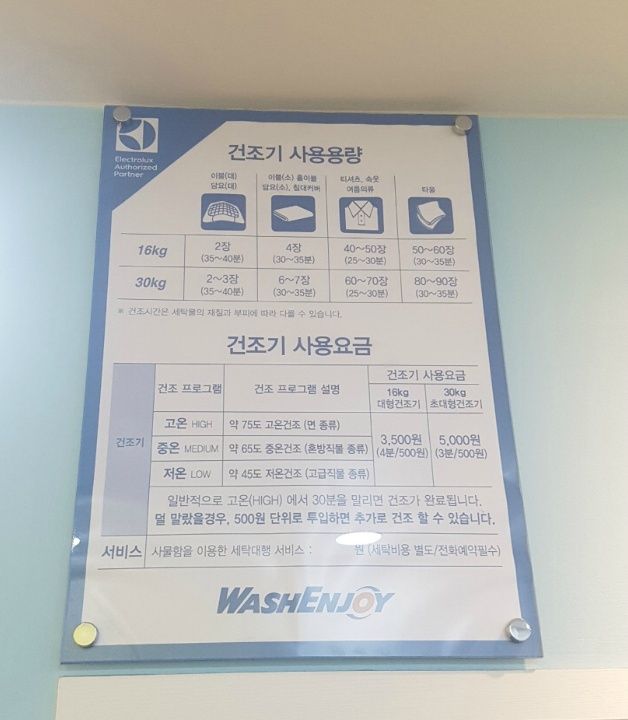 Electrolux
Authorized
Partner
건조기 사용용량
이불(대)
담요(대)
이불(소) 홑이불
담요(소), 침대커버
티셔츠, 속옷
여름의류
타올
16kg 2장 4장 40~50장 50~60장
(35~40분) (30~35분) (25~30분) (30~35분)
30kg 2~3장 6~7장 60~70장 80~90장
(35~40분) (30~35분) (25~30분) (30~35분)
※ 건조시간은 세탁물의 재질과 부피에 따라 다를 수 있습니다.
건조기 사용요금
건조기
건조 프로그램 건조 프로그램 설명 건조기 사용요금
16kg 30kg
대형건조기 초대형건조기
고온 HIGH 약 75도 고온건조 (면 종류)
중온 MEDIUM 약 65도 중온건조 (혼방직물 종류)
저온 LOW 약 45도 저온건조 (고급직물 종류)
3,500원 5,000원
(4분/500원) (3분/500원)
일반적으로 고온(HIGH) 에서 30분을 말리면 건조가 완료됩니다.
덜 말랐을경우, 500원 단위로 투입하면 추가로 건조 할 수 있습니다.
서비스 사물함을 이용한 세탁대행 서비스 : 원 (세탁비용 별도/전화예약필수)
WASHENJOY